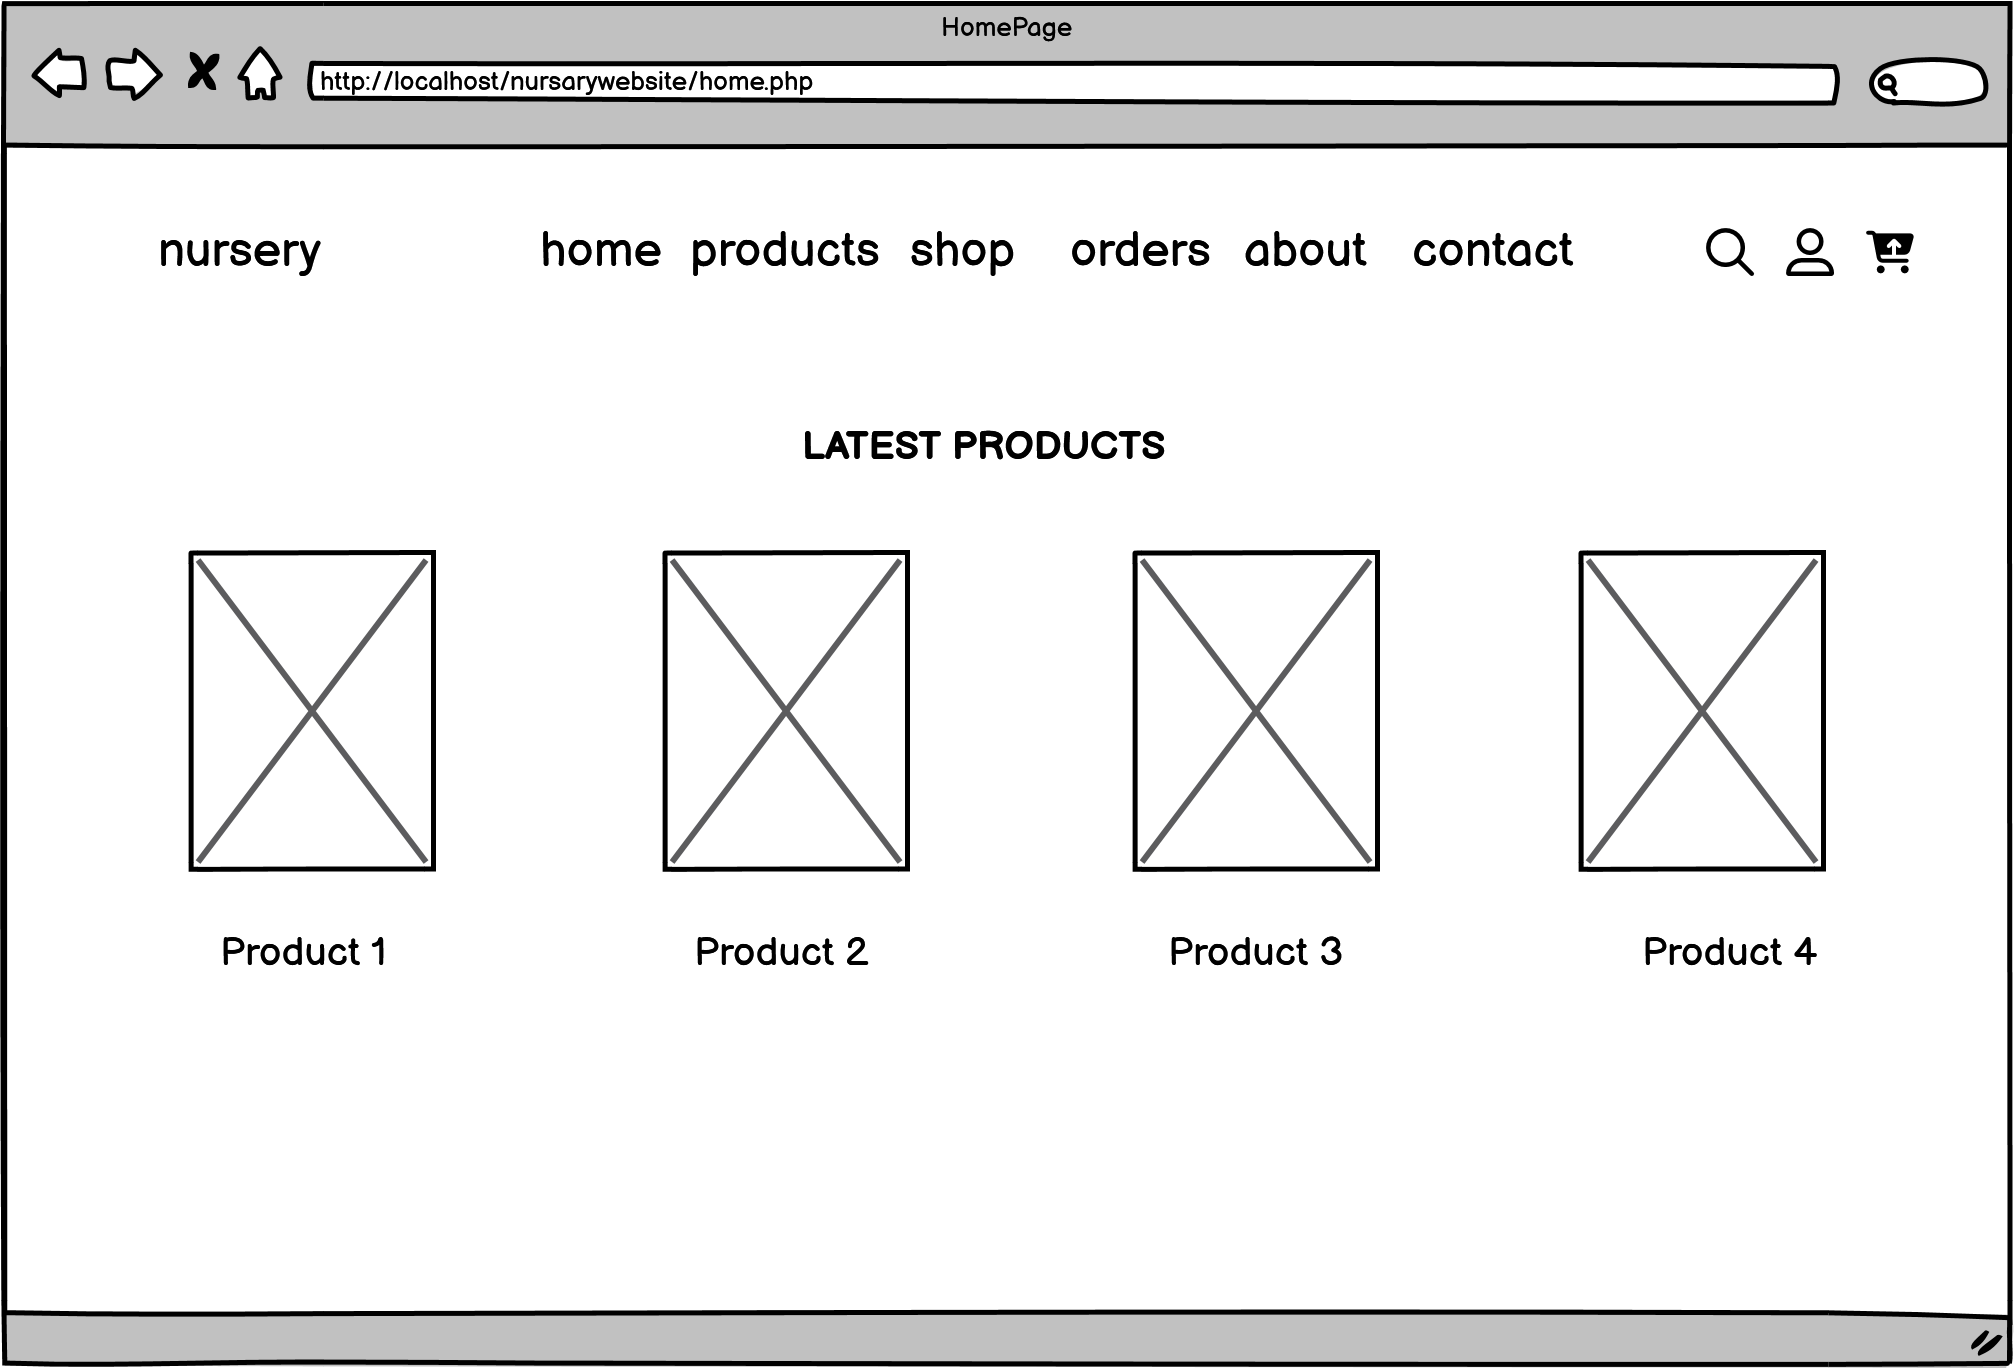 HomePage
http://localhost/nursarywebsite/home.php
nursery home products shop orders about contact
LATEST PRODUCTS
Product 1 Product 2 Product 3 Product 4